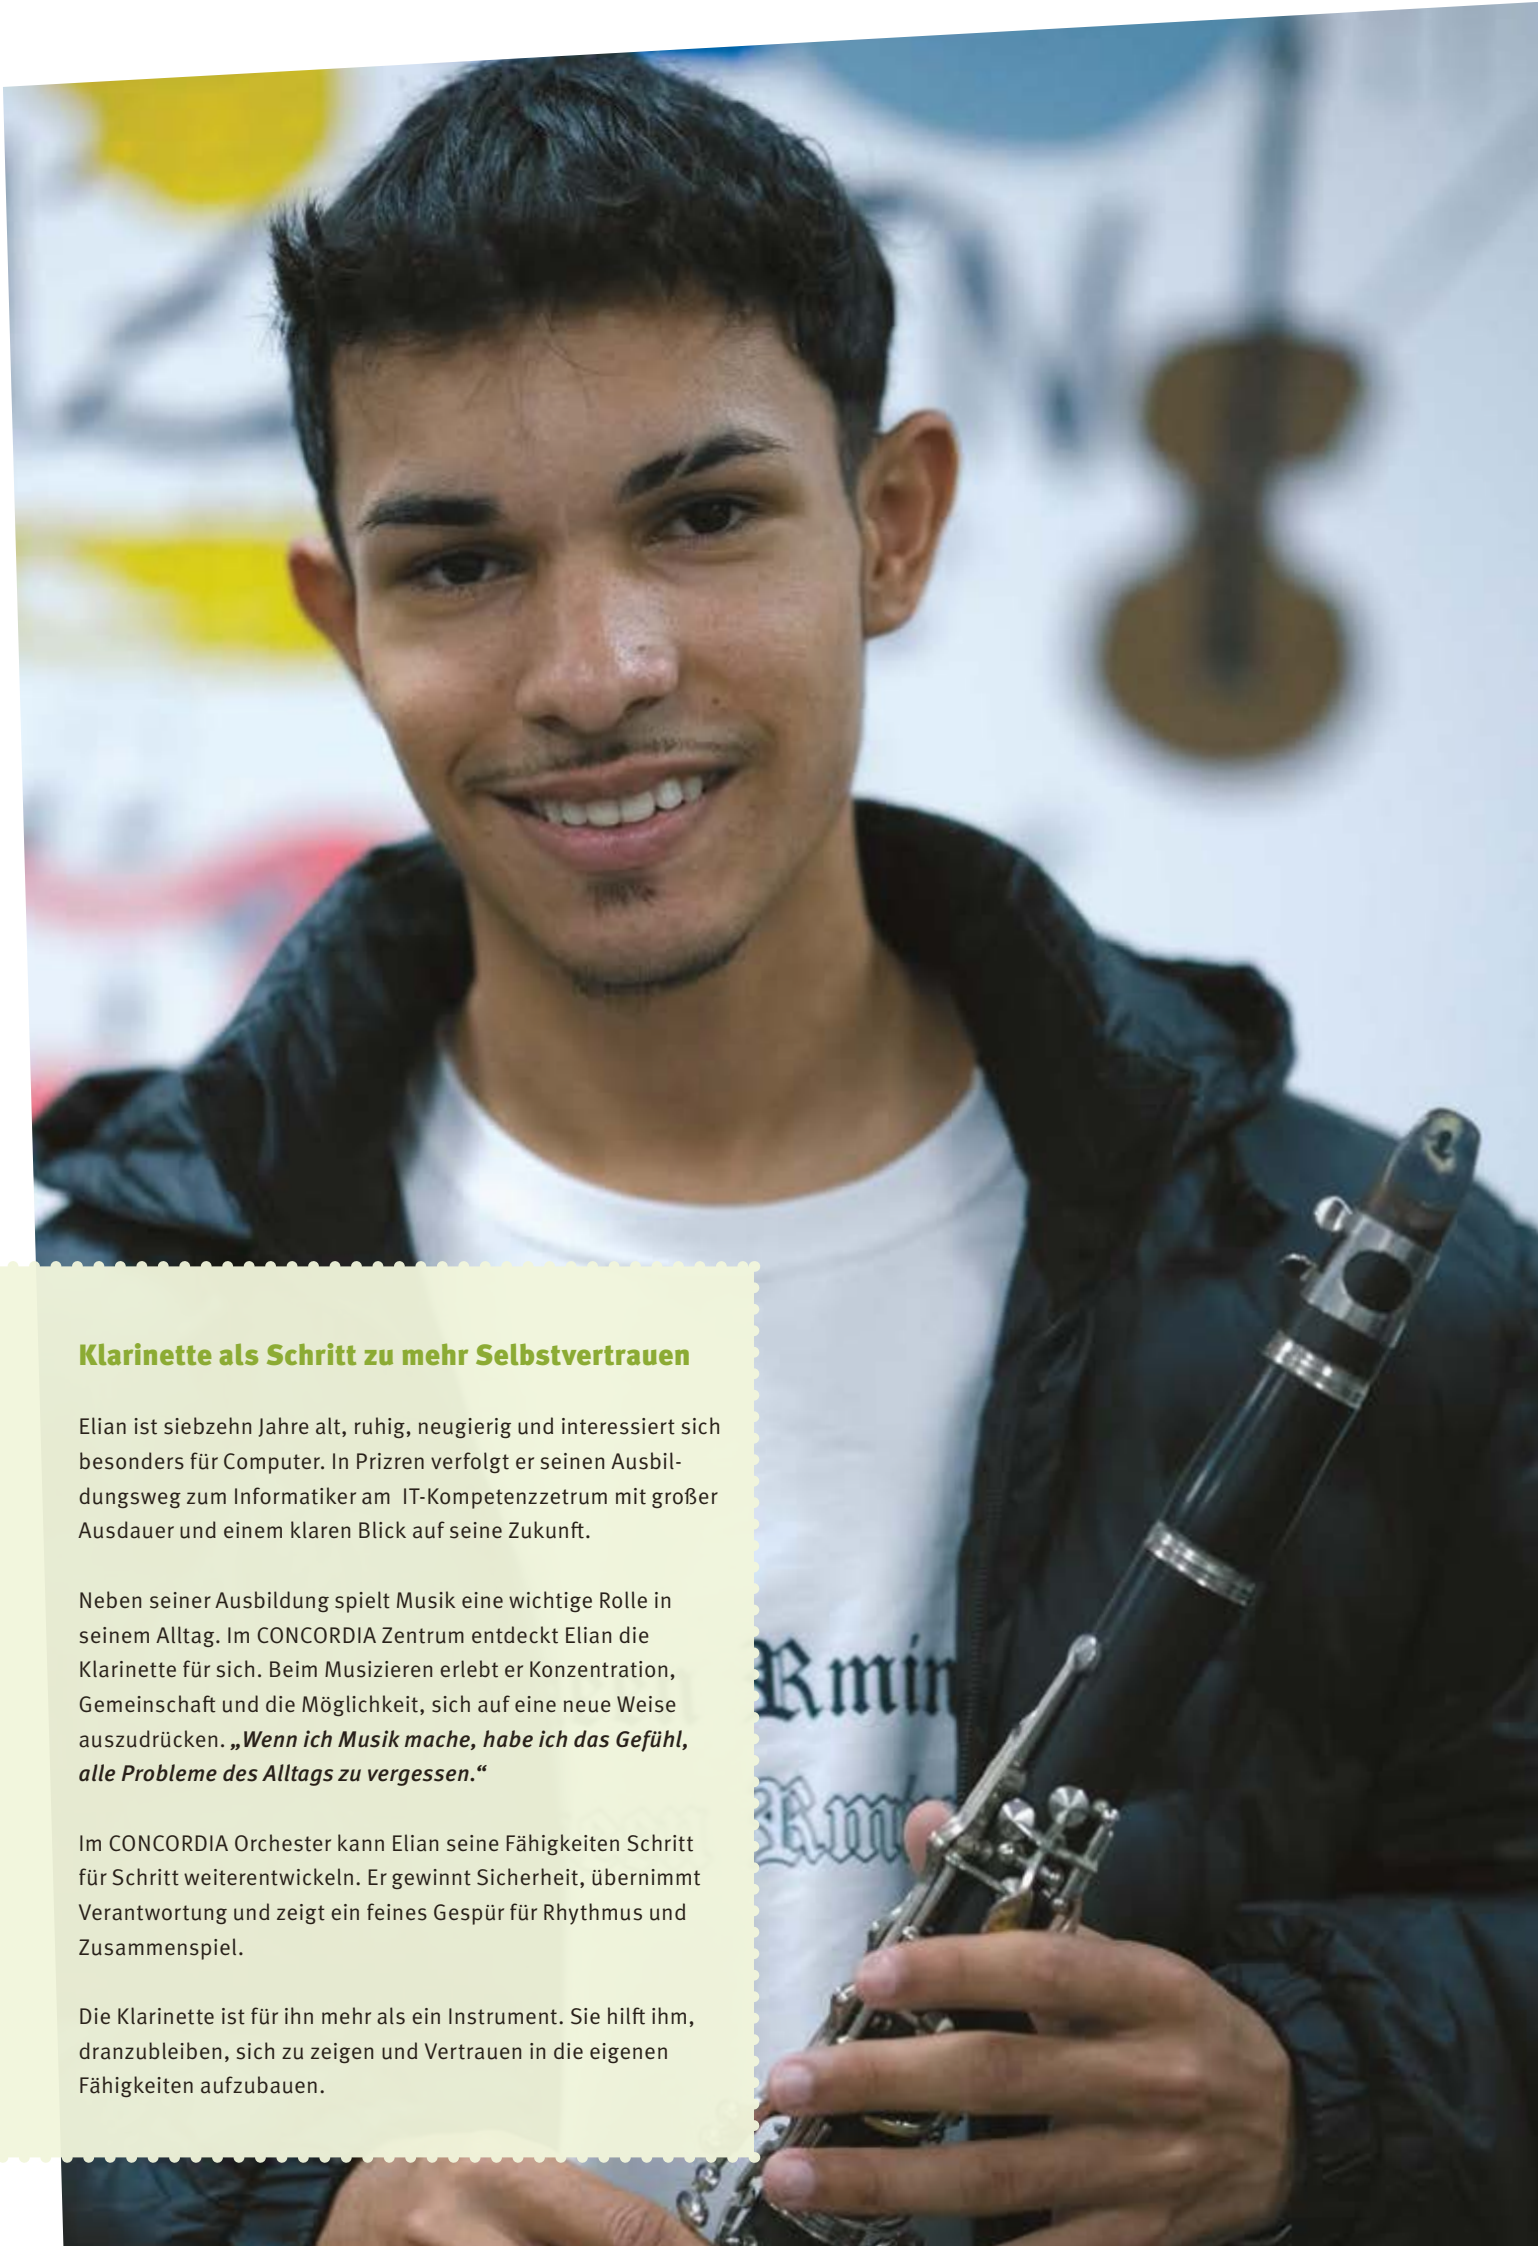 Klarinette als Schritt zu mehr Selbstvertrauen
Elian ist siebzehn Jahre alt, ruhig, neugierig und interessiert sich
besonders für Computer. In Prizren verfolgt er seinen Ausbil-
dungsweg zum Informatiker am  IT-Kompetenzzetrum mit großer
Ausdauer und einem klaren Blick auf seine Zukunft.
Neben seiner Ausbildung spielt Musik eine wichtige Rolle in
seinem Alltag. Im CONCORDIA Zentrum entdeckt Elian die
Klarinette für sich. Beim Musizieren erlebt er Konzentration,
Gemeinschaft und die Möglichkeit, sich auf eine neue Weise
auszudrücken. „Wenn ich Musik mache, habe ich das Gefühl,
alle Probleme des Alltags zu vergessen.“
Im CONCORDIA Orchester kann Elian seine Fähigkeiten Schritt
für Schritt weiterentwickeln. Er gewinnt Sicherheit, übernimmt
Verantwortung und zeigt ein feines Gespür für Rhythmus und
Zusammenspiel.
Die Klarinette ist für ihn mehr als ein Instrument. Sie hilft ihm,
dranzubleiben, sich zu zeigen und Vertrauen in die eigenen
Fähigkeiten aufzubauen.
Rmin
Rmin